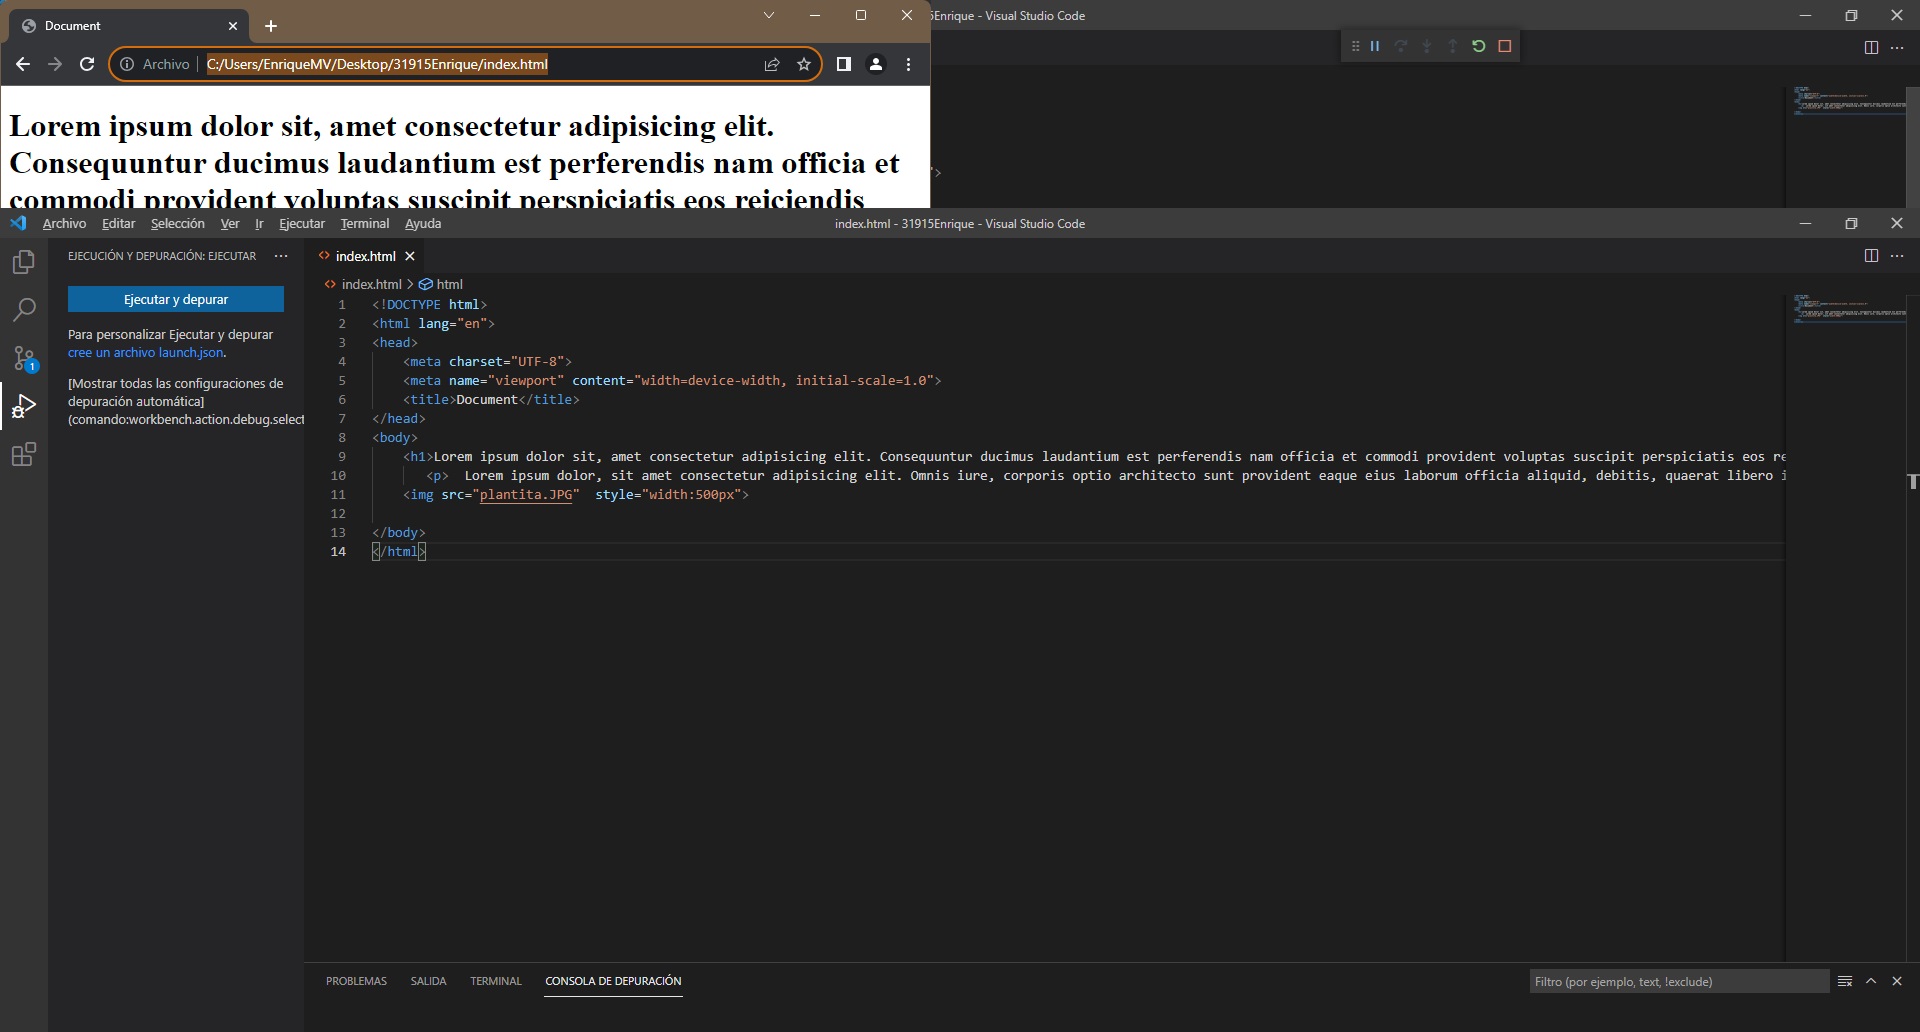 Document
Archivo C:/Users/EnriqueMV/Desktop/31915Enrique/index.html
5Enrique - Visual Studio Code
Lorem ipsum dolor sit, amet consectetur adipisicing elit.
Consequuntur ducimus laudantium est perferendis nam officia et
commodi provident voluptas suscipit perspiciatis eos reiciendis
">
Archivo Editar Selección Ver Ir Ejecutar Terminal Ayuda
index.html - 31915Enrique - Visual Studio Code
EJECUCIÓN Y DEPURACIÓN: EJECUTAR ···
Ejecutar y depurar
Para personalizar Ejecutar y depurar
cree un archivo launch.json.
[Mostrar todas las configuraciones de
depuración automática]
(comando:workbench.action.debug.select
1
index.html
index.html > html
1 <!DOCTYPE html>
2 <html lang="en">
3 <head>
4 <meta charset="UTF-8">
5 <meta name="viewport" content="width=device-width, initial-scale=1.0">
6 <title>Document</title>
7 </head>
8 <body>
9 <h1>Lorem ipsum dolor sit, amet consectetur adipisicing elit. Consequuntur ducimus laudantium est perferendis nam officia et commodi provident voluptas suscipit perspiciatis eos re
10 <p> Lorem ipsum dolor, sit amet consectetur adipisicing elit. Omnis iure, corporis optio architecto sunt provident eaque eius laborum officia aliquid, debitis, quaerat libero i
11 <img src="plantita.JPG" style="width:500px">
12
13 </body>
14 </html>
PROBLEMAS SALIDA TERMINAL CONSOLA DE DEPURACIÓN
Filtro (por ejemplo, text, !exclude)